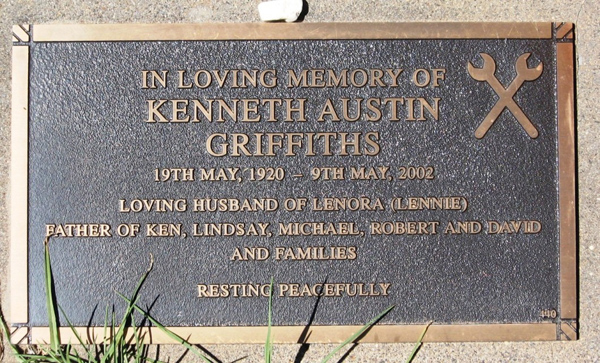 IN LOVING MEMORY OF
KENNETH AUSTIN
GRIFFITHS
19TH MAY, 1920 – 9TH MAY, 2002
LOVING HUSBAND OF LENORA (LENNIE)
FATHER OF KEN, LINDSAY, MICHAEL, ROBERT AND DAVID
AND FAMILIES
RESTING PEACEFULLY
440